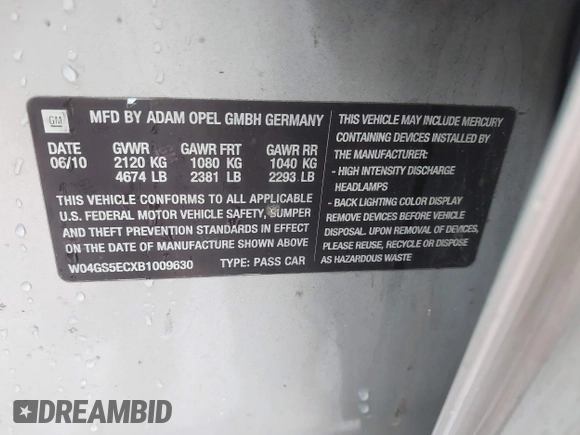 GM
MFD BY ADAM OPEL GMBH GERMANY
DATE GVWR GAWR FRT GAWR RR
06/10 2120 KG 1080 KG 1040 KG
4674 LB 2381 LB 2293 LB
THIS VEHICLE CONFORMS TO ALL APPLICABLE
U.S. FEDERAL MOTOR VEHICLE SAFETY, BUMPER
AND THEFT PREVENTION STANDARDS IN EFFECT
ON THE DATE OF MANUFACTURE SHOWN ABOVE
W04GS5ECXB1009630 TYPE: PASS CAR
THIS VEHICLE MAY INCLUDE MERCURY
CONTAINING DEVICES INSTALLED BY
THE MANUFACTURER:
- HIGH INTENSITY DISCHARGE
HEADLAMPS
- BACK LIGHTING COLOR DISPLAY
REMOVE DEVICES BEFORE VEHICLE
DISPOSAL. UPON REMOVAL OF DEVICES,
PLEASE REUSE, RECYCLE OR DISPOSE
AS HAZARDOUS WASTE
DREAMBID